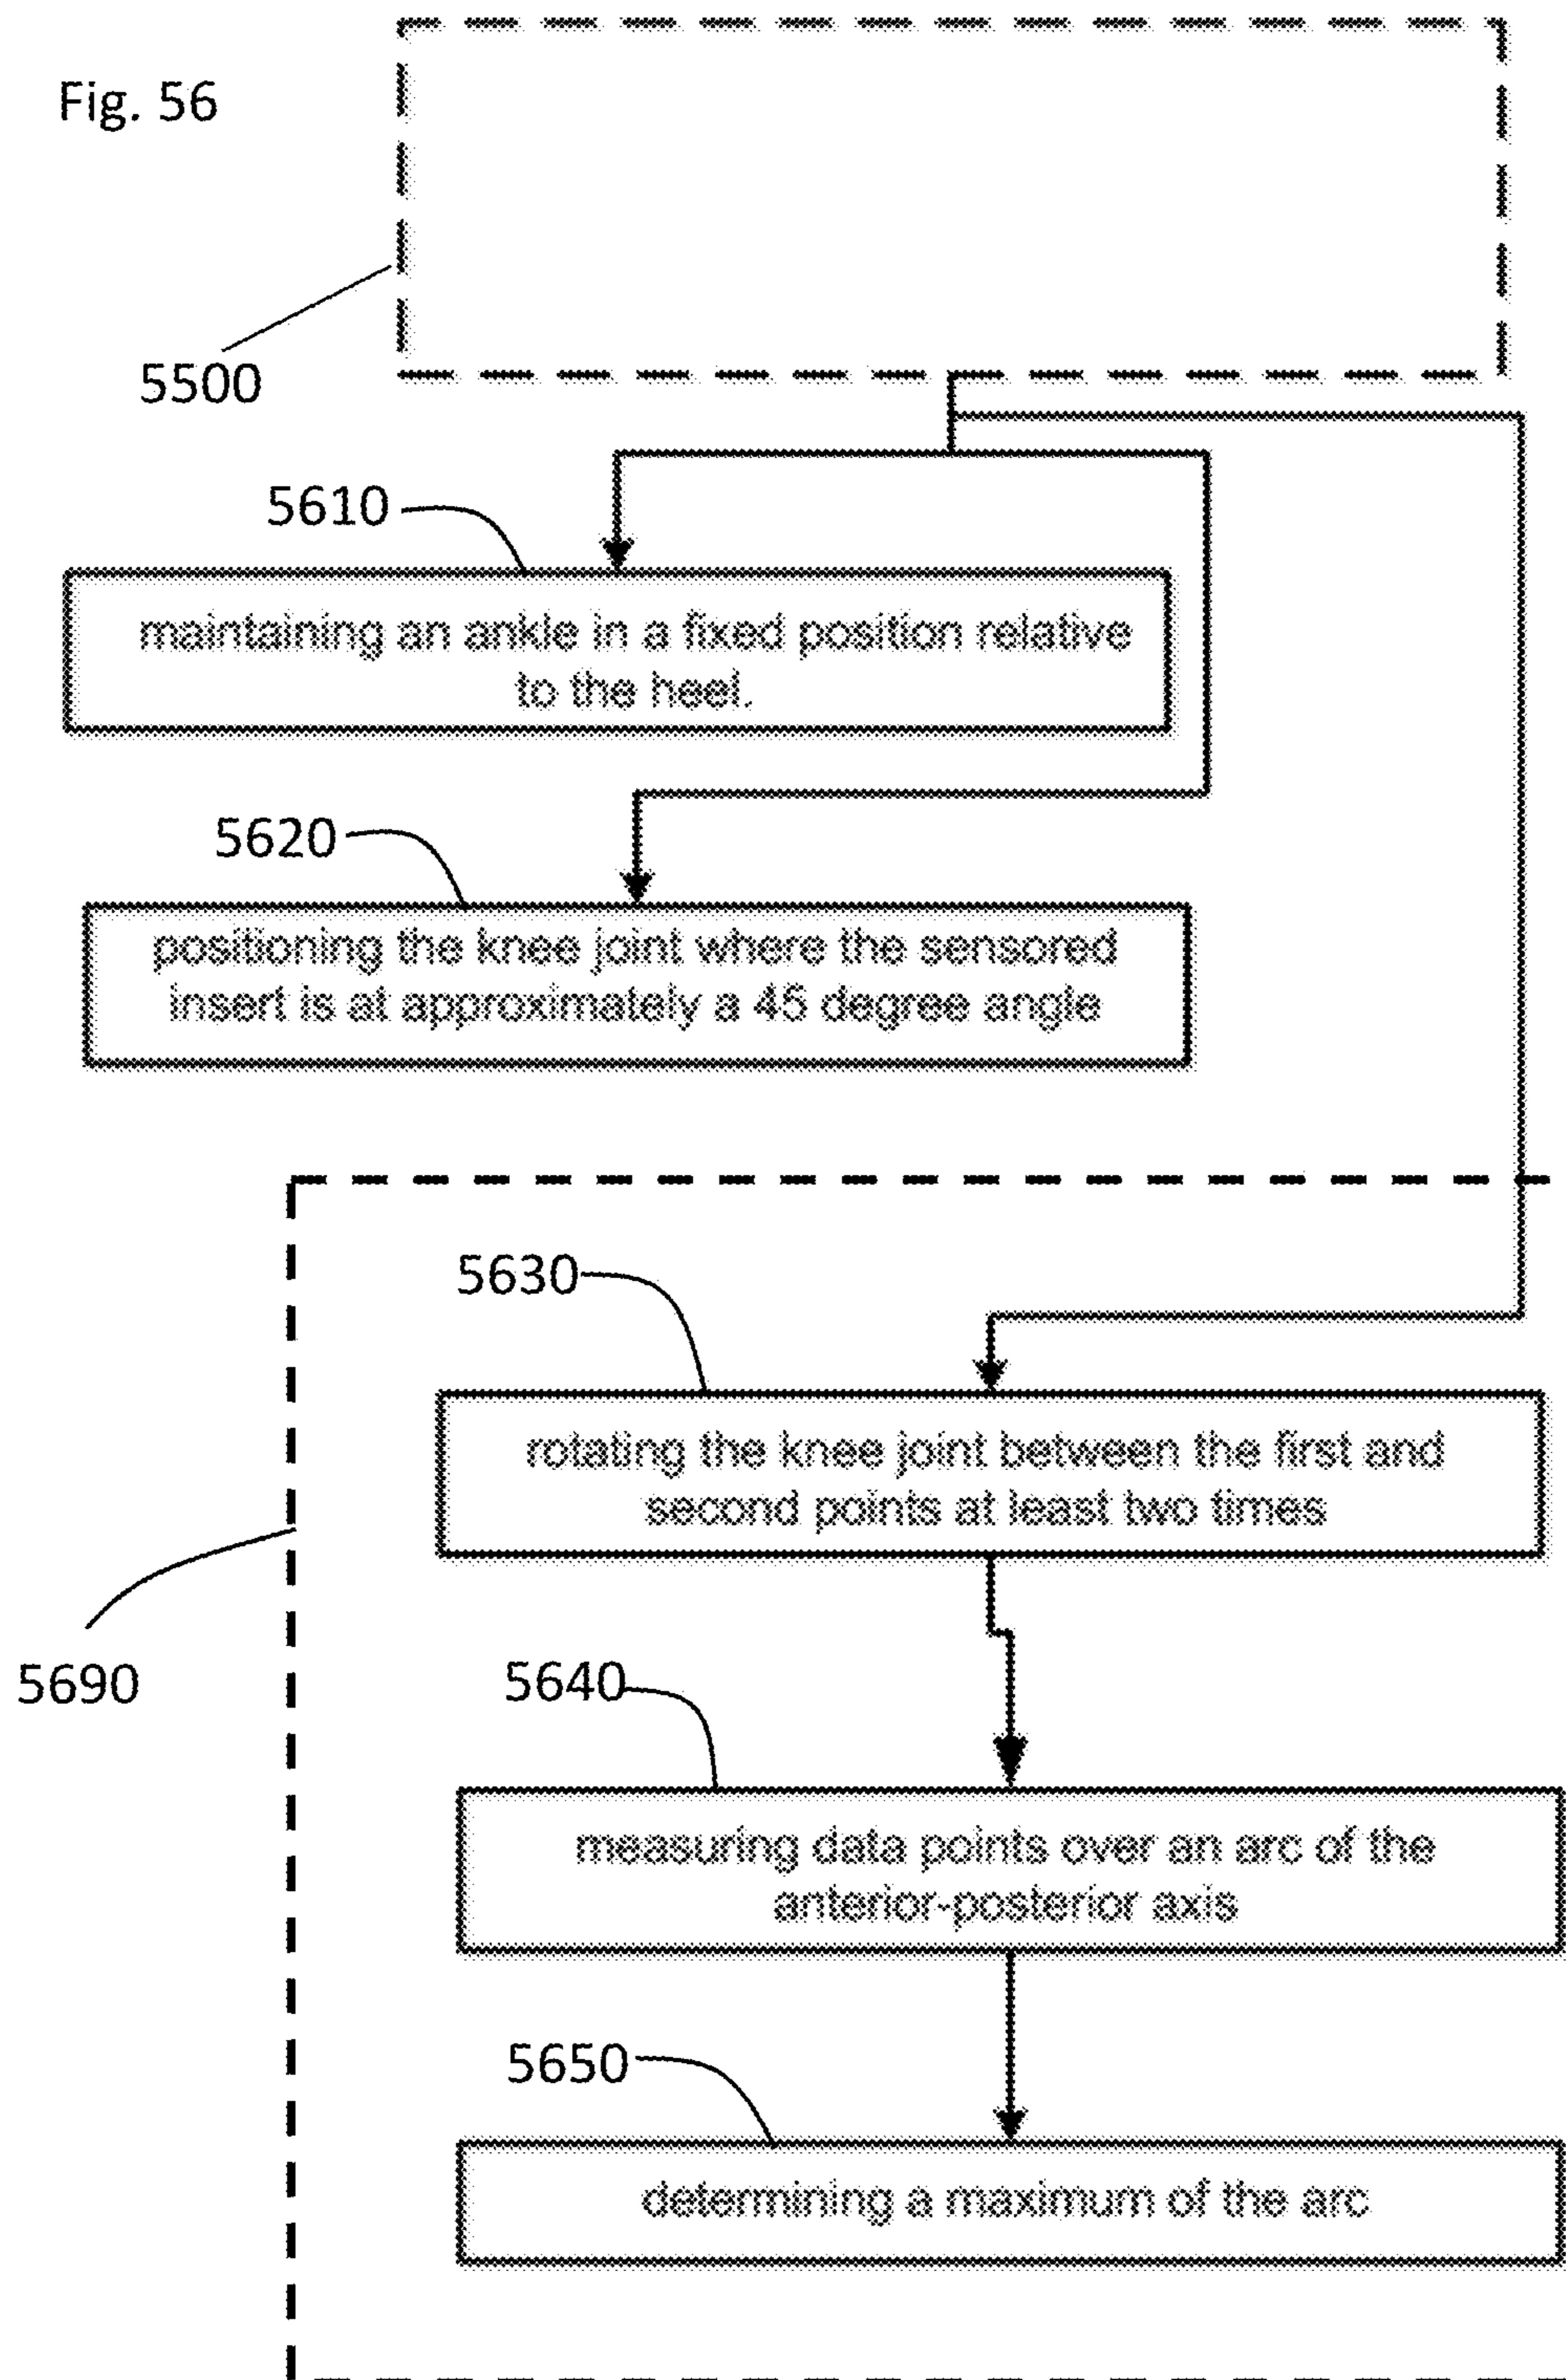 Fig. 56
5500
5610
maintaining an ankle in a fixed position relative
to the heel.
5620
positioning the knee joint where the sensored
insert is at approximately a 45 degree angle
5630
rotating the knee joint between the first and
second points at least two times
5690
5640
measuring data points over an arc of the
anterior-posterior axis
5650
determining a maximum of the arc